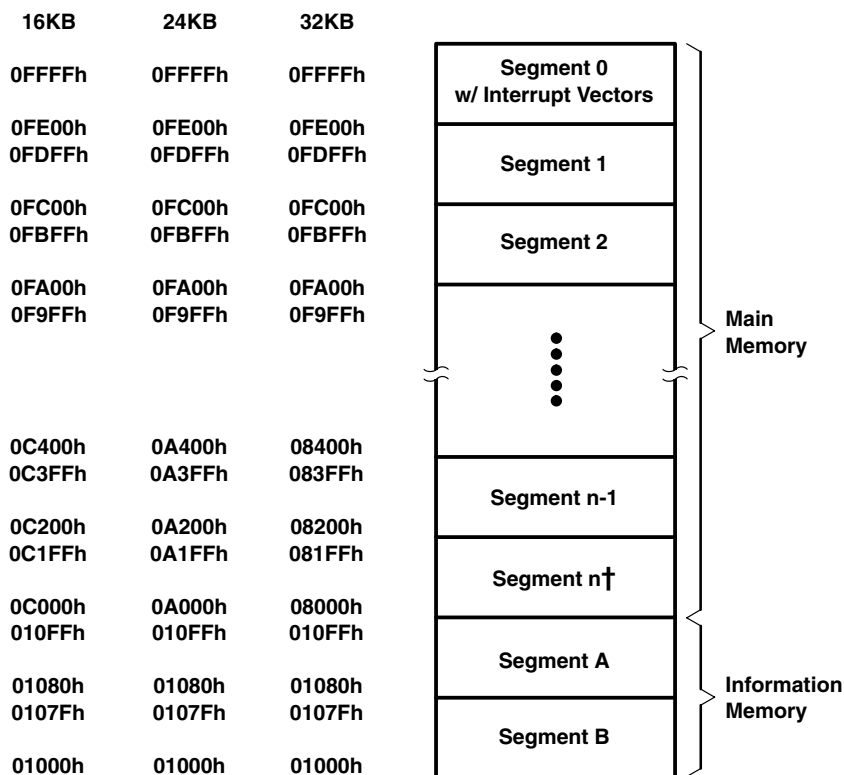 16KB 24KB 32KB
0FFFFh 0FFFFh 0FFFFh
Segment 0
w/ Interrupt Vectors
0FE00h 0FE00h 0FE00h
0FDFFh 0FDFFh 0FDFFh
Segment 1
0FC00h 0FC00h 0FC00h
0FBFFh 0FBFFh 0FBFFh
Segment 2
0FA00h 0FA00h 0FA00h
0F9FFh 0F9FFh 0F9FFh
Main
Memory
0C400h 0A400h 08400h
0C3FFh 0A3FFh 083FFh
Segment n-1
0C200h 0A200h 08200h
0C1FFh 0A1FFh 081FFh
Segment n†
0C000h 0A000h 08000h
010FFh 010FFh 010FFh
Segment A
01080h 01080h 01080h
0107Fh 0107Fh 0107Fh
Information
Memory
Segment B
01000h 01000h 01000h